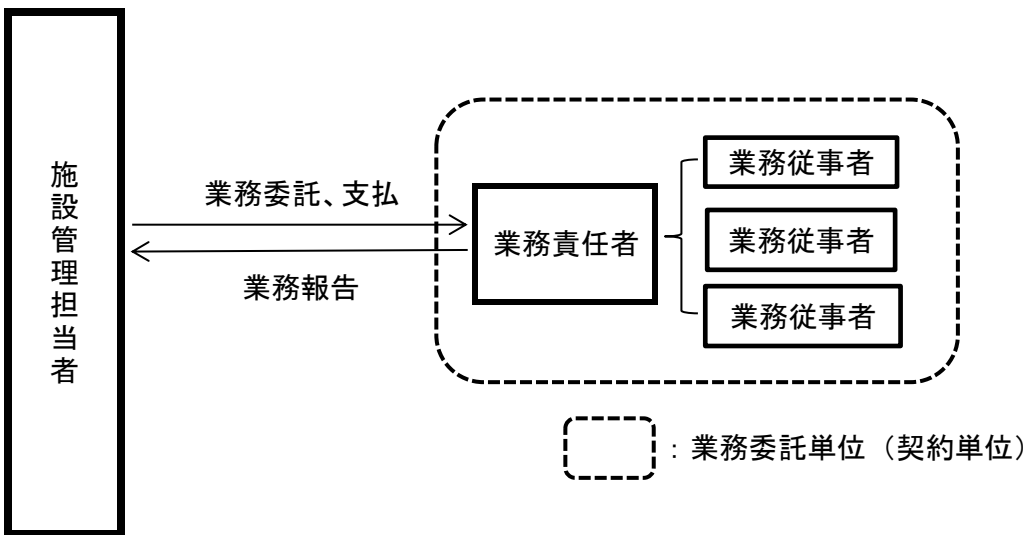 施設管理担当者
業務委託、支払
業務報告
業務責任者
業務従事者
業務従事者
業務従事者
：業務委託単位（契約単位）